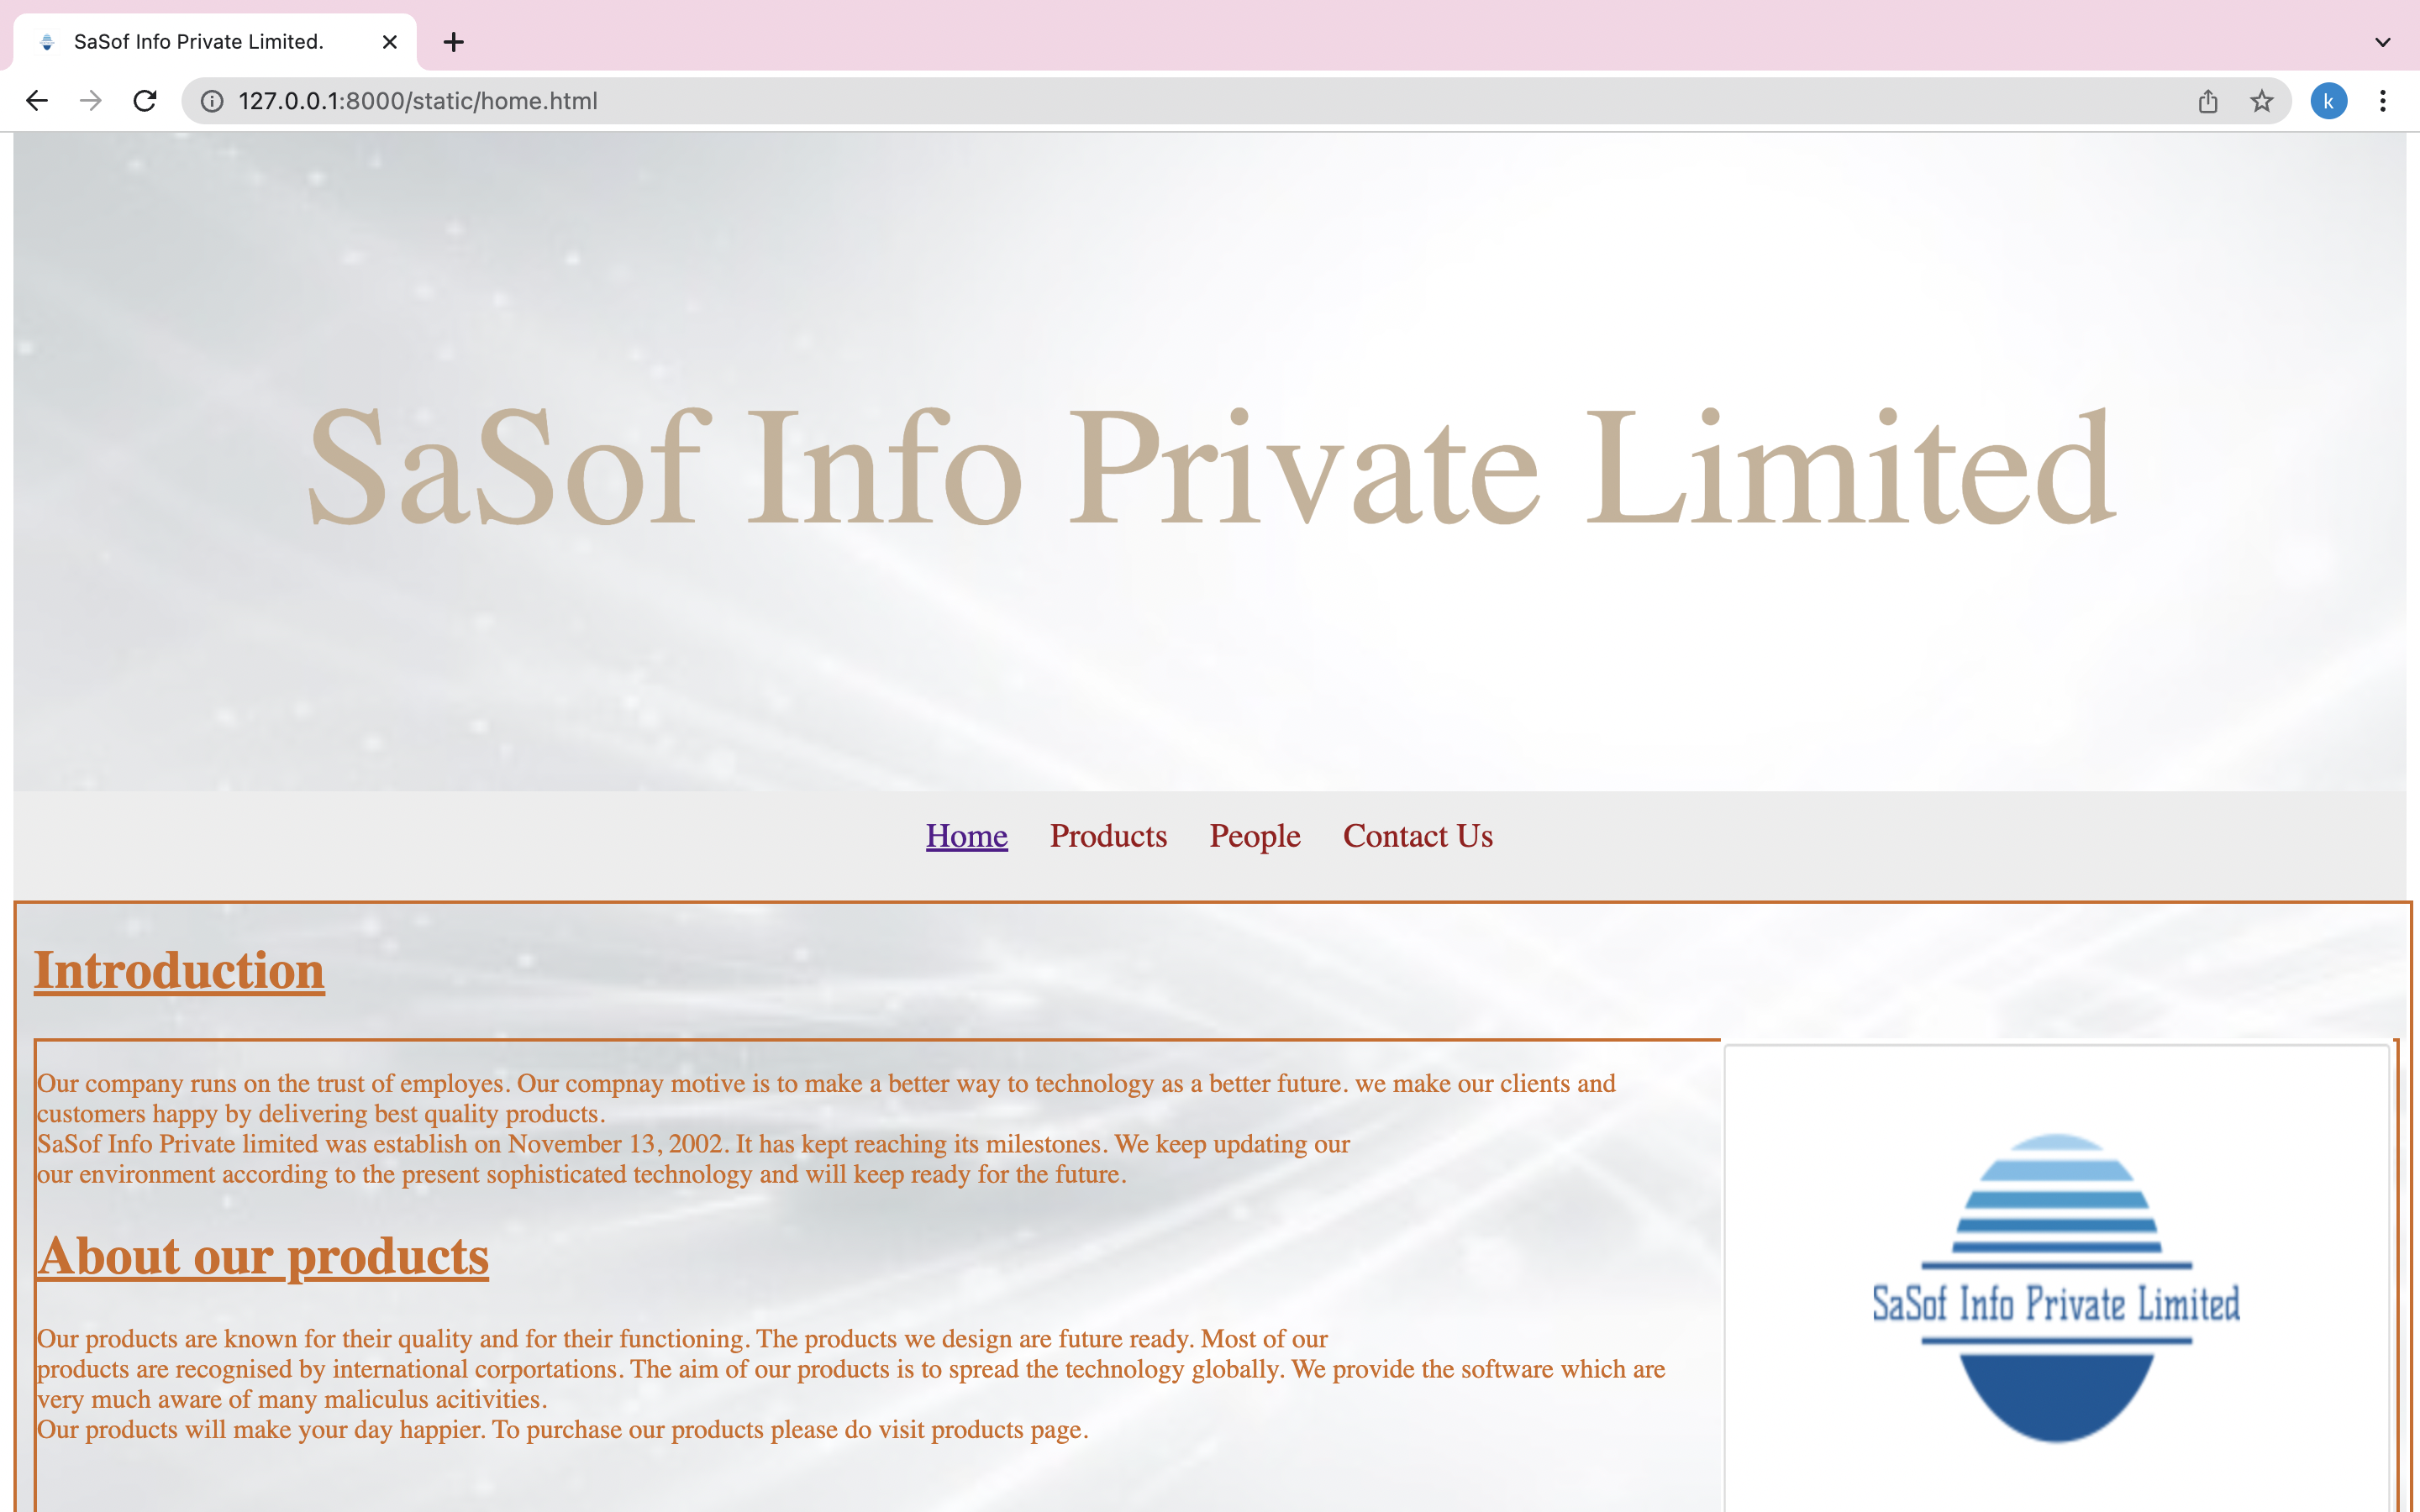 SaSof Info Private Limited.
127.0.0.1:8000/static/home.html
k
SaSof Info Private Limited
Home Products People Contact Us
Introduction
Our company runs on the trust of employes. Our compnay motive is to make a better way to technology as a better future. we make our clients and
customers happy by delivering best quality products.
SaSof Info Private limited was establish on November 13, 2002. It has kept reaching its milestones. We keep updating our
our environment according to the present sophisticated technology and will keep ready for the future.
About our products
Our products are known for their quality and for their functioning. The products we design are future ready. Most of our
products are recognised by international corportations. The aim of our products is to spread the technology globally. We provide the software which are
very much aware of many maliculus acitivities.
Our products will make your day happier. To purchase our products please do visit products page.
SaSof Info Private Limited